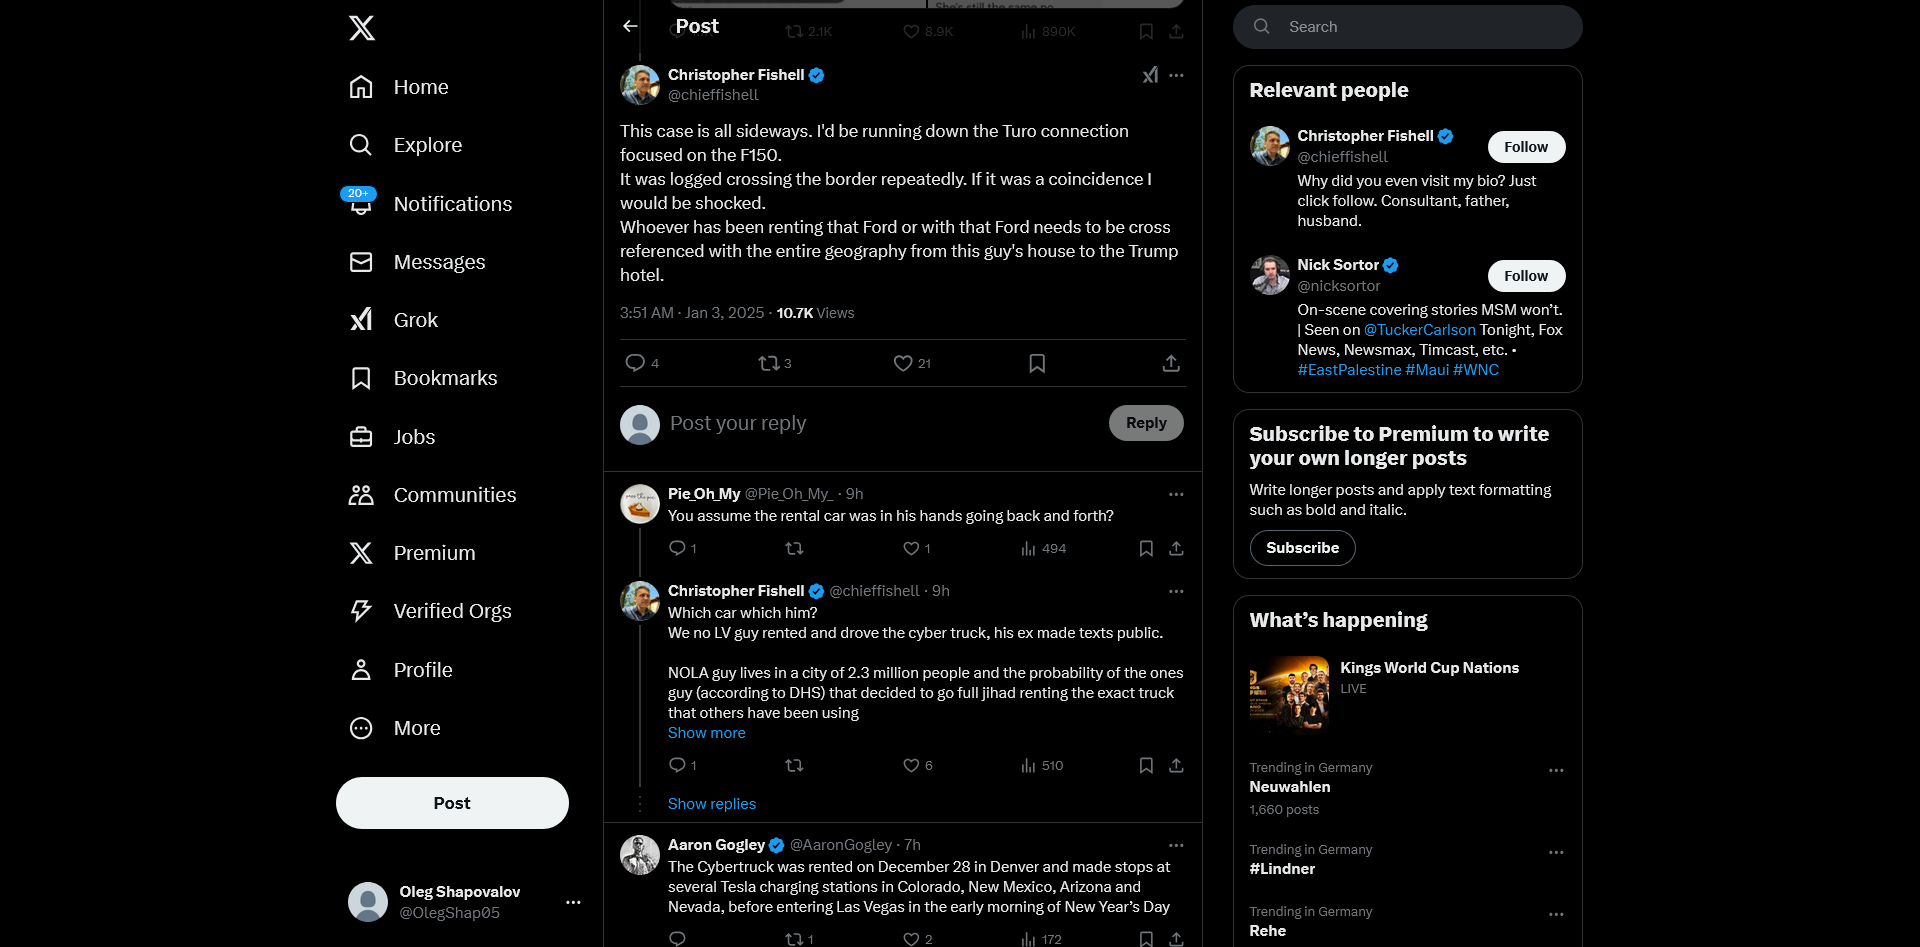 Home
Explore
20+
Notifications
Messages
Grok
Bookmarks
Jobs
Communities
Premium
Verified Orgs
Profile
More
Post
Oleg Shapovalov
@OlegShap05
She's still the same no
Post
2.1K
8.9K
890K
Christopher Fishell
@chieffishell
This case is all sideways. I'd be running down the Turo connection
focused on the F150.
It was logged crossing the border repeatedly. If it was a coincidence I
would be shocked.
Whoever has been renting that Ford or with that Ford needs to be cross
referenced with the entire geography from this guy's house to the Trump
hotel.
3:51 AM · Jan 3, 2025 · 10.7K Views
4 3 21
Post your reply
Reply
Pie_Oh_My @Pie_Oh_My_ · 9h
You assume the rental car was in his hands going back and forth?
1 1 494
Christopher Fishell @chieffishell · 9h
Which car which him?
We no LV guy rented and drove the cyber truck, his ex made texts public.
NOLA guy lives in a city of 2.3 million people and the probability of the ones
guy (according to DHS) that decided to go full jihad renting the exact truck
that others have been using
Show more
1 6 510
Show replies
Aaron Gogley @AaronGogley · 7h
The Cybertruck was rented on December 28 in Denver and made stops at
several Tesla charging stations in Colorado, New Mexico, Arizona and
Nevada, before entering Las Vegas in the early morning of New Year's Day
1 2 172
Search
Relevant people
Christopher Fishell
@chieffishell
Follow
Why did you even visit my bio? Just
click follow. Consultant, father,
husband.
Nick Sortor
@nicksortor
Follow
On-scene covering stories MSM won't.
| Seen on @TuckerCarlson Tonight, Fox
News, Newsmax, Timcast, etc. •
#EastPalestine #Maui #WNC
Subscribe to Premium to write
your own longer posts
Write longer posts and apply text formatting
such as bold and italic.
Subscribe
What's happening
Kings World Cup Nations
LIVE
Trending in Germany
Neuwahlen
1,660 posts
Trending in Germany
#Lindner
Trending in Germany
Rehe